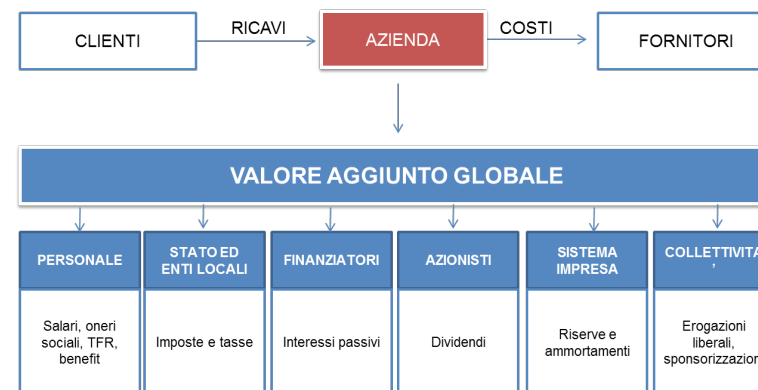 CLIENTI
RICAVI
AZIENDA
COSTI
FORNITORI
VALORE AGGIUNTO GLOBALE
PERSONALE
STATO ED
ENTI LOCALI
FINANZIATORI
AZIONISTI
SISTEMA
IMPRESA
COLLETTIVITA
'
Salari, oneri
sociali, TFR,
benefit
Imposte e tasse
Interessi passivi
Dividendi
Riserve e
ammortamenti
Erogazioni
liberali,
sponsorizzazion